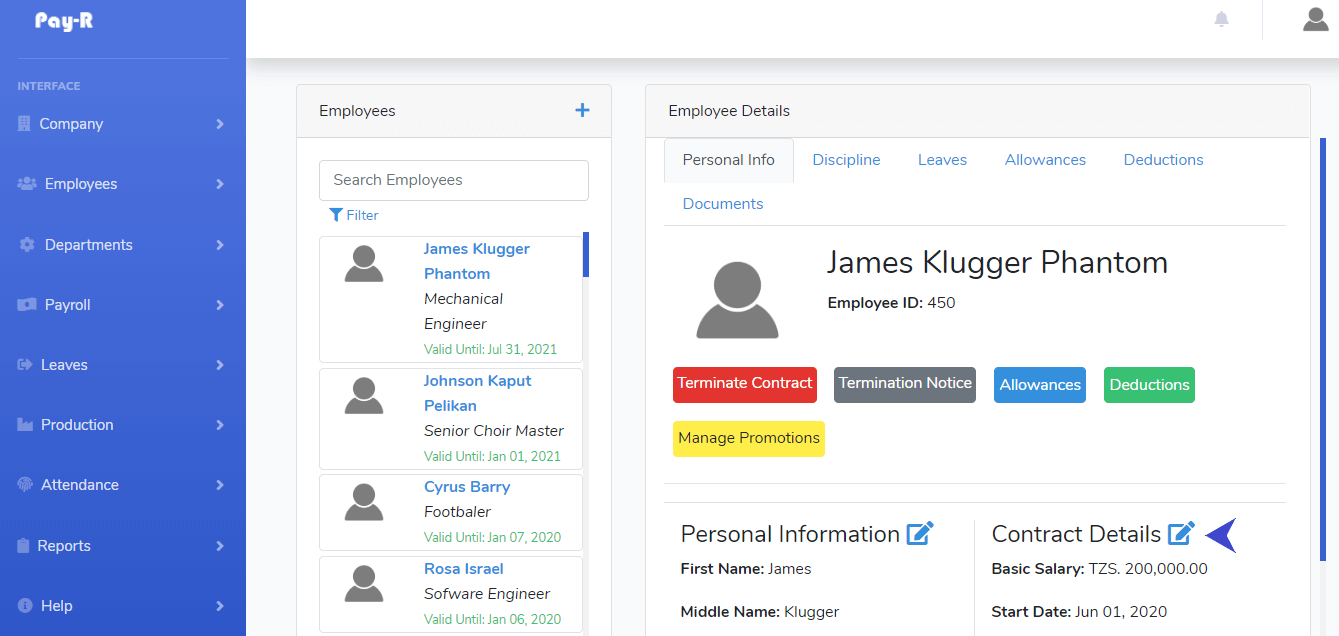 Pay-R
INTERFACE
Company
Employees
Departments
Payroll
Leaves
Production
Attendance
Reports
Help
Employees
Search Employees
Filter
James Klugger
Phantom
Mechanical
Engineer
Valid Until: Jul 31, 2021
Johnson Kaput
Pelikan
Senior Choir Master
Valid Until: Jan 01, 2021
Cyrus Barry
Footbaler
Valid Until: Jan 07, 2020
Rosa Israel
Sofware Engineer
Valid Until: Jan 06, 2020
Employee Details
Personal Info Discipline Leaves Allowances Deductions
Documents
James Klugger Phantom
Employee ID: 450
Terminate Contract Termination Notice Allowances Deductions
Manage Promotions
Personal Information
First Name: James
Middle Name: Klugger
Contract Details
Basic Salary: TZS. 200,000.00
Start Date: Jun 01, 2020